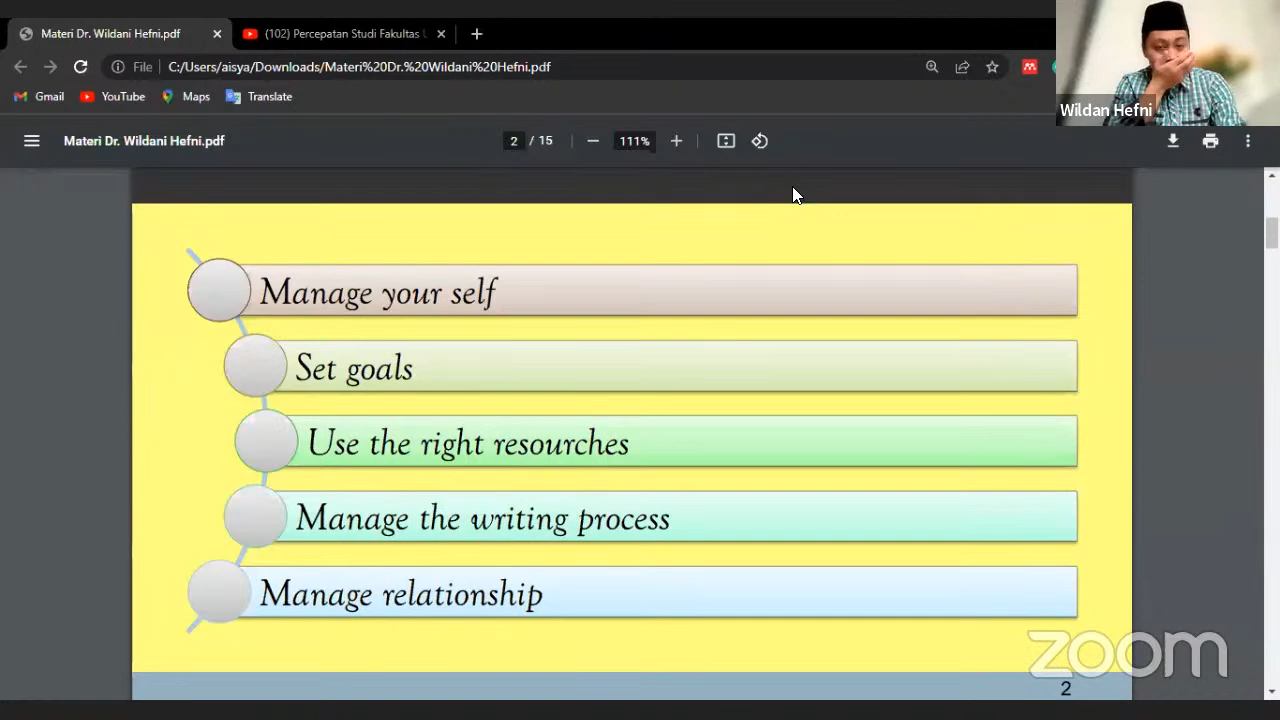 Materi Dr. Wildani Hefni.pdf
(102) Percepatan Studi Fakultas
File
C:/Users/aisya/Downloads/Materi%20Dr.%20Wildani%20Hefni.pdf
Gmail
YouTube
Maps
Translate
Wildan Hefni
Materi Dr. Wildani Hefni.pdf
2 / 15
111%
Manage your self
Set goals
Use the right resourches
Manage the writing process
Manage relationship
zoom
2